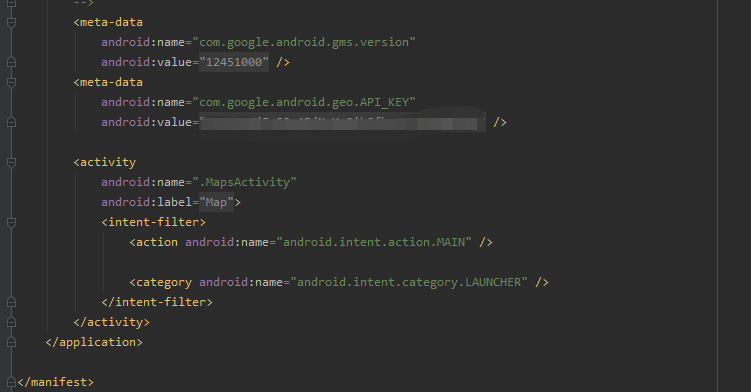 -->
<meta-data
android:name="com.google.android.gms.version"
android:value="12451000" />
<meta-data
android:name="com.google.android.geo.API_KEY"
android:value=" />
<activity
android:name=".MapsActivity"
android:label="Map">
<intent-filter>
<action android:name="android.intent.action.MAIN" />
<category android:name="android.intent.category.LAUNCHER" />
</intent-filter>
</activity>
</application>
</manifest>